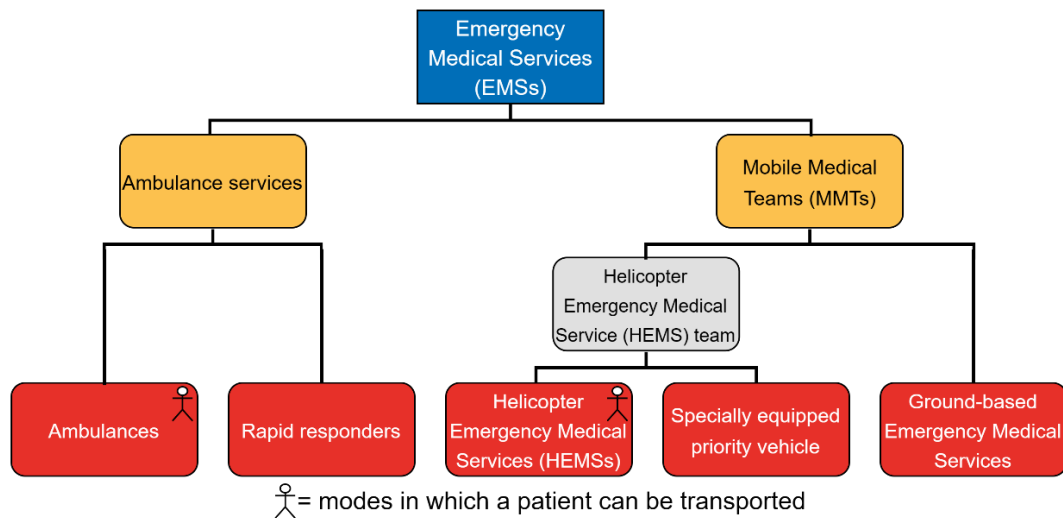 Emergency
Medical Services
(EMSs)
Ambulance services
Mobile Medical
Teams (MMTs)
Helicopter
Emergency Medical
Service (HEMS) team
Ambulances
Rapid responders
Helicopter
Emergency Medical
Services (HEMSs)
Specially equipped
priority vehicle
Ground-based
Emergency Medical
Services
= modes in which a patient can be transported